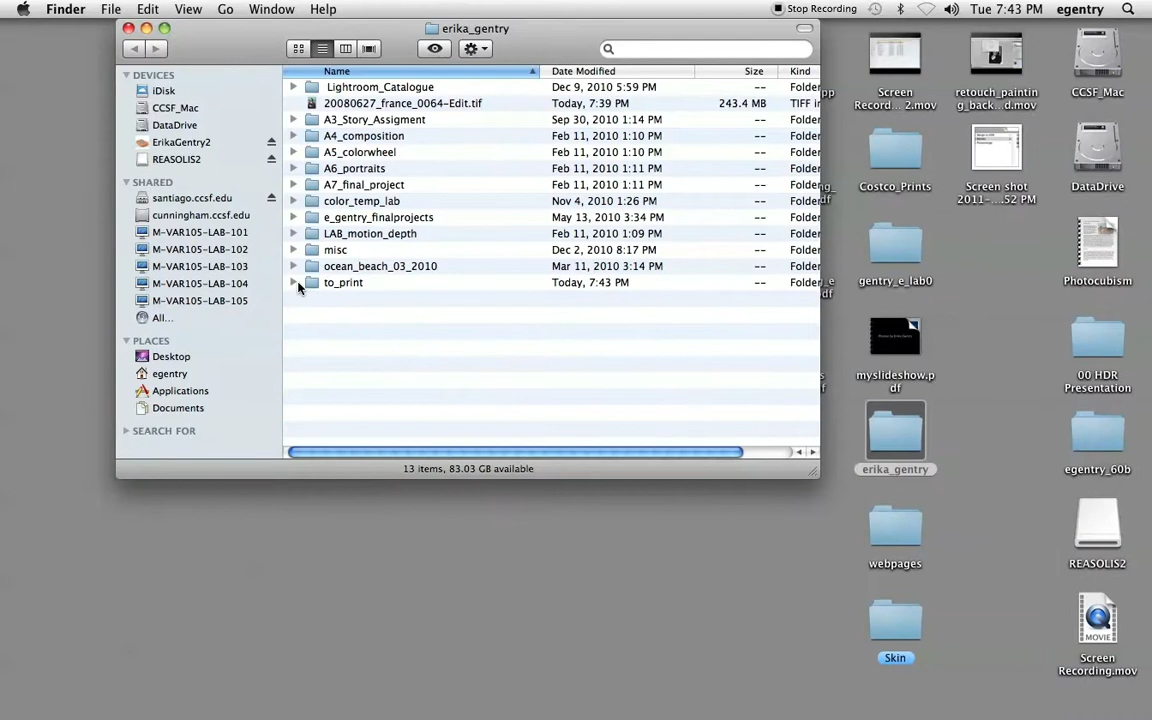 Finder File Edit View Go Window Help Stop Recording Tue 7:43 PM egentry
erika_gentry
Name Date Modified Size Kind
DEVICES
iDisk
CCSF_Mac
DataDrive
ErikaGentry2
REASOLIS2
SHARED
santiago.ccsf.edu
cunningham.ccsf.edu
M-VAR105-LAB-101
M-VAR105-LAB-102
M-VAR105-LAB-103
M-VAR105-LAB-104
M-VAR105-LAB-105
All...
PLACES
Desktop
egentry
Applications
Documents
SEARCH FOR
Lightroom_Catalogue Dec 9, 2010 5:59 PM -- Folder
20080627_france_0064-Edit.tif Today, 7:39 PM 243.4 MB TIFF in
A3_Story_Assigment Sep 30, 2010 1:14 PM -- Folder
A4_composition Feb 11, 2010 1:10 PM -- Folder
A5_colorwheel Feb 11, 2010 1:10 PM -- Folder
A6_portraits Feb 11, 2010 1:11 PM -- Folder
A7_final_project Feb 11, 2010 1:11 PM -- Folder
color_temp_lab Nov 4, 2010 1:26 PM -- Folder
e_gentry_finalprojects May 13, 2010 3:34 PM -- Folder
LAB_motion_depth Feb 11, 2010 1:09 PM -- Folder
misc Dec 2, 2010 8:17 PM -- Folder
ocean_beach_03_2010 Mar 11, 2010 3:14 PM -- Folder
to_print Today, 7:43 PM -- Folder
13 items, 83.03 GB available
Screen
Record... 2.mov
retouch_paintin
g_back...d.mov
CCSF_Mac
Costco_Prints
Screen shot
2011-...52 PM
DataDrive
gentry_e_lab0
Photocubism
myslideshow.p
df
00 HDR
Presentation
erika_gentry
egentry_60b
webpages
REASOLIS2
Skin
MOVIE
Screen
Recording.mov